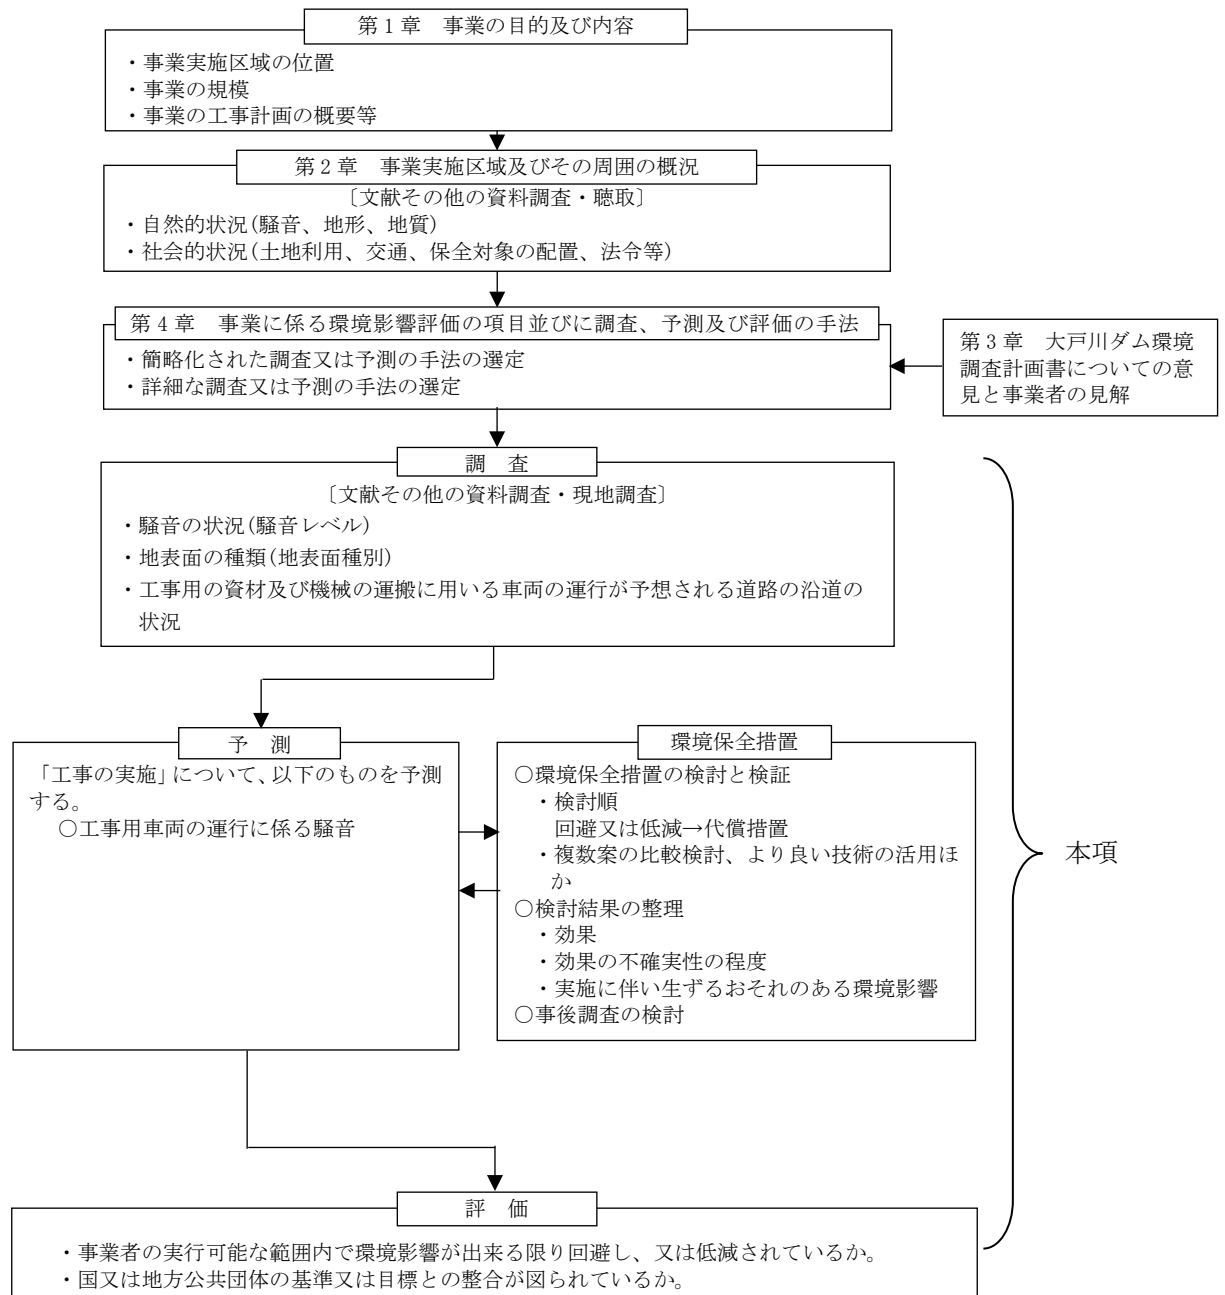 第1章　事業の目的及び内容
・事業実施区域の位置
・事業の規模
・事業の工事計画の概要等
第2章　事業実施区域及びその周囲の概況
〔文献その他の資料調査・聴取〕
・自然的状況(騒音、地形、地質)
・社会的状況(土地利用、交通、保全対象の配置、法令等)
第4章　事業に係る環境影響評価の項目並びに調査、予測及び評価の手法
・簡略化された調査又は予測の手法の選定
・詳細な調査又は予測の手法の選定
第3章　大戸川ダム環境
調査計画書についての意
見と事業者の見解
調　査
〔文献その他の資料調査・現地調査〕
・騒音の状況(騒音レベル)
・地表面の種類(地表面種別)
・工事用の資材及び機械の運搬に用いる車両の運行が予想される道路の沿道の
状況
予　測
「工事の実施」について、以下のものを予測
する。
○工事用車両の運行に係る騒音
環境保全措置
○環境保全措置の検討と検証
・検討順
回避又は低減→代償措置
・複数案の比較検討、より良い技術の活用ほ
か
○検討結果の整理
・効果
・効果の不確実性の程度
・実施に伴い生ずるおそれのある環境影響
○事後調査の検討
本項
評　価
・事業者の実行可能な範囲内で環境影響が出来る限り回避し、又は低減されているか。
・国又は地方公共団体の基準又は目標との整合が図られているか。